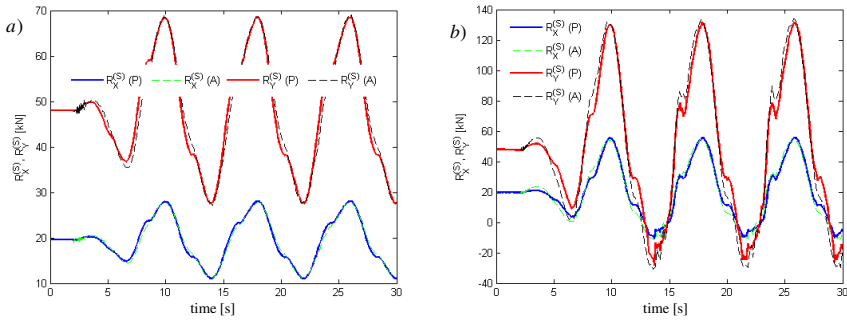 a)
70
60
50
40
30
20
10
R_X^(S), R_Y^(S) [kN]
R_X^(S) (P) R_X^(S) (A) R_Y^(S) (P) R_Y^(S) (A)
0 5 10 15 20 25 30
time [s]
b)
140
120
100
80
60
40
20
0
-20
-40
R_X^(S), R_Y^(S) [kN]
R_X^(S) (P)
R_X^(S) (A)
R_Y^(S) (P)
R_Y^(S) (A)
0 5 10 15 20 25 30
time [s]